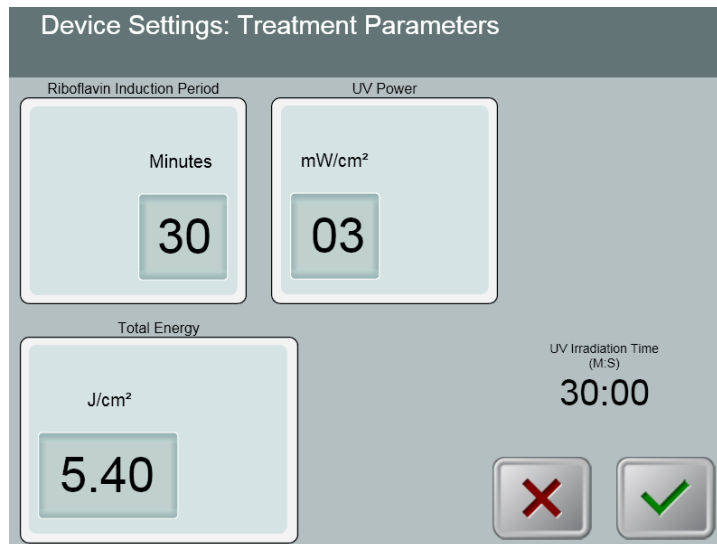 Device Settings: Treatment Parameters
Riboflavin Induction Period
UV Power
Minutes
mW/cm²
30
03
Total Energy
J/cm²
5.40
UV Irradiation Time
(M:S)
30:00